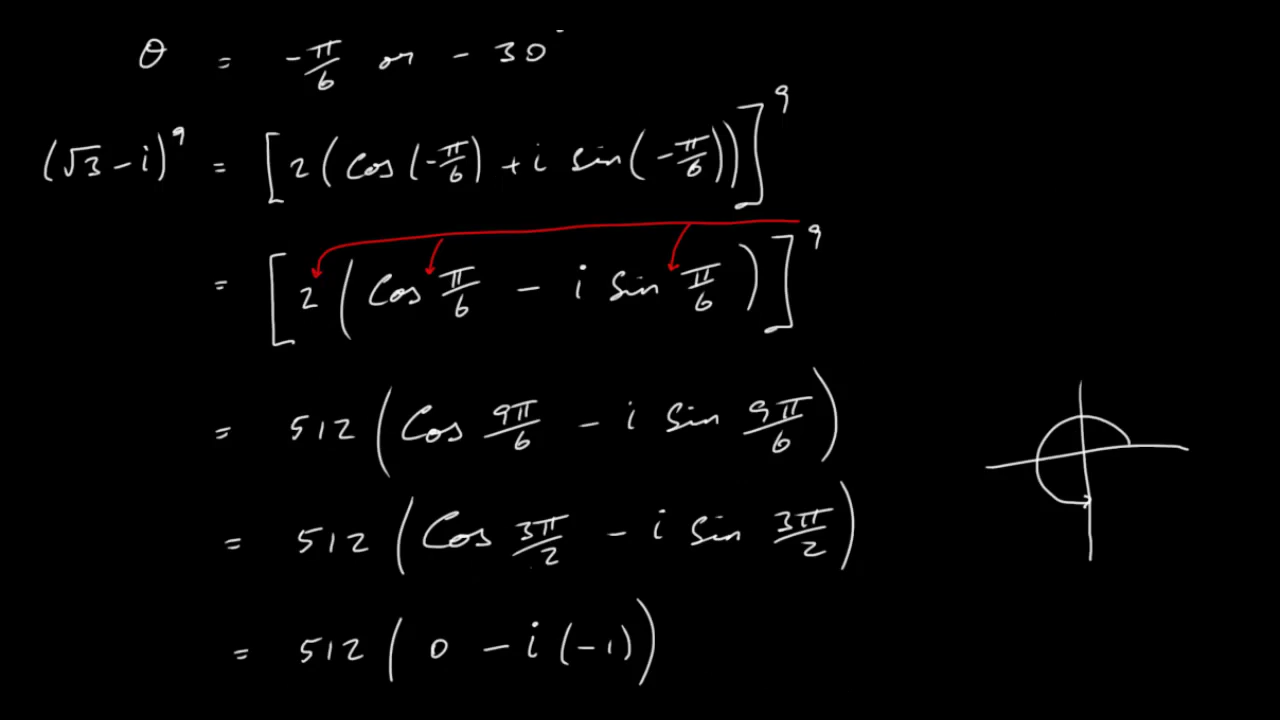 θ = -π/6 or - 30°
(√3 - i)^9 = [2(Cos(-π/6) + i sin(-π/6))]^9
= [2(Cos π/6 - i sin π/6)]^9
= 512(Cos 9π/6 - i sin 9π/6)
= 512(Cos 3π/2 - i sin 3π/2)
= 512(0 - i(-1))